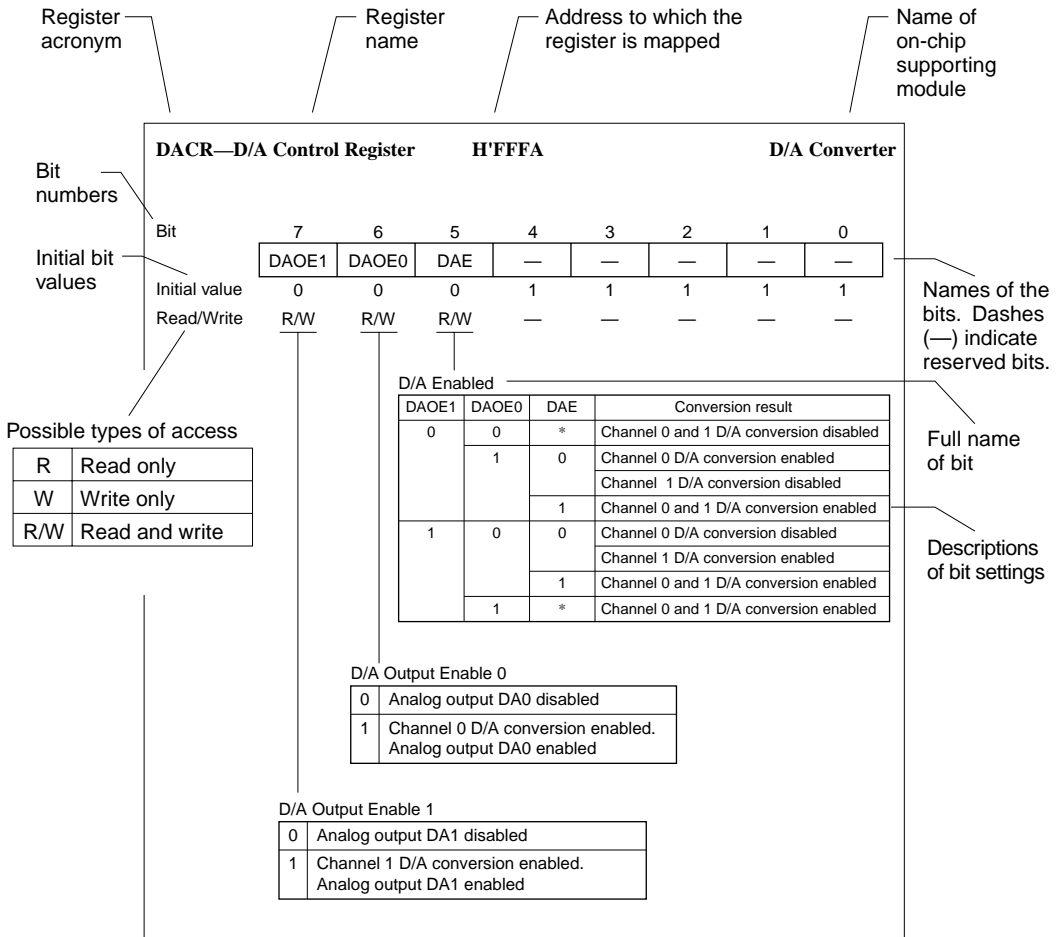 Register
acronym
Register
name
Address to which the
register is mapped
Name of
on-chip
supporting
module
DACR—D/A Control Register H'FFFA D/A Converter
Bit
numbers
Bit 7 6 5 4 3 2 1 0
Initial bit
values
DAOE1 DAOE0 DAE — — — — —
Initial value 0 0 0 1 1 1 1 1
Read/Write R/W R/W R/W — — — — —
Names of the
bits. Dashes
(—) indicate
reserved bits.
D/A Enabled
DAOE1 DAOE0 DAE Conversion result
0 0 * Channel 0 and 1 D/A conversion disabled
1 0 Channel 0 D/A conversion enabled
Channel 1 D/A conversion disabled
1 Channel 0 and 1 D/A conversion enabled
1 0 0 Channel 0 D/A conversion disabled
Channel 1 D/A conversion enabled
1 Channel 0 and 1 D/A conversion enabled
1 * Channel 0 and 1 D/A conversion enabled
Full name
of bit
Descriptions
of bit settings
Possible types of access
R Read only
W Write only
R/W Read and write
D/A Output Enable 0
0 Analog output DA0 disabled
1 Channel 0 D/A conversion enabled.
Analog output DA0 enabled
D/A Output Enable 1
0 Analog output DA1 disabled
1 Channel 1 D/A conversion enabled.
Analog output DA1 enabled